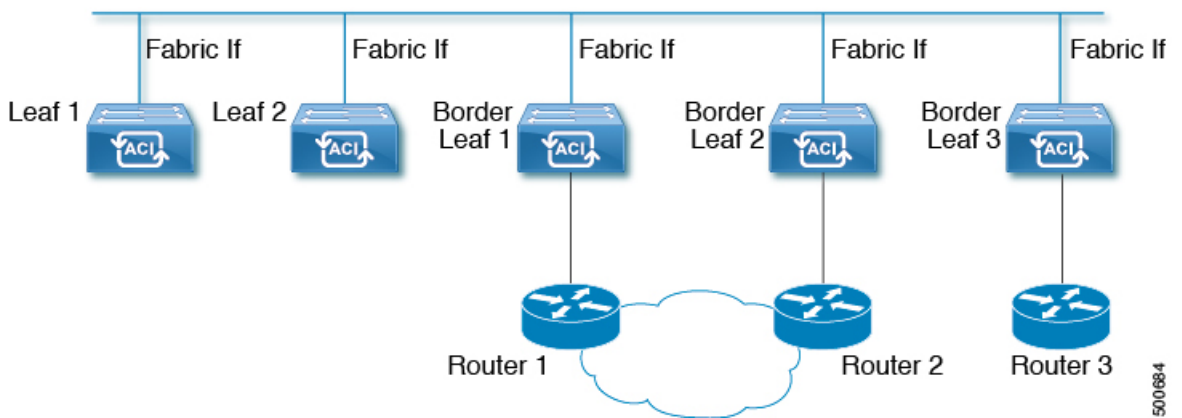 Fabric If
Fabric If
Fabric If
Fabric If
Fabric If
Leaf 1
Leaf 2
Border
Leaf 1
Border
Leaf 2
Border
Leaf 3
ACI
ACI
ACI
ACI
ACI
Router 1
Router 2
Router 3
500684